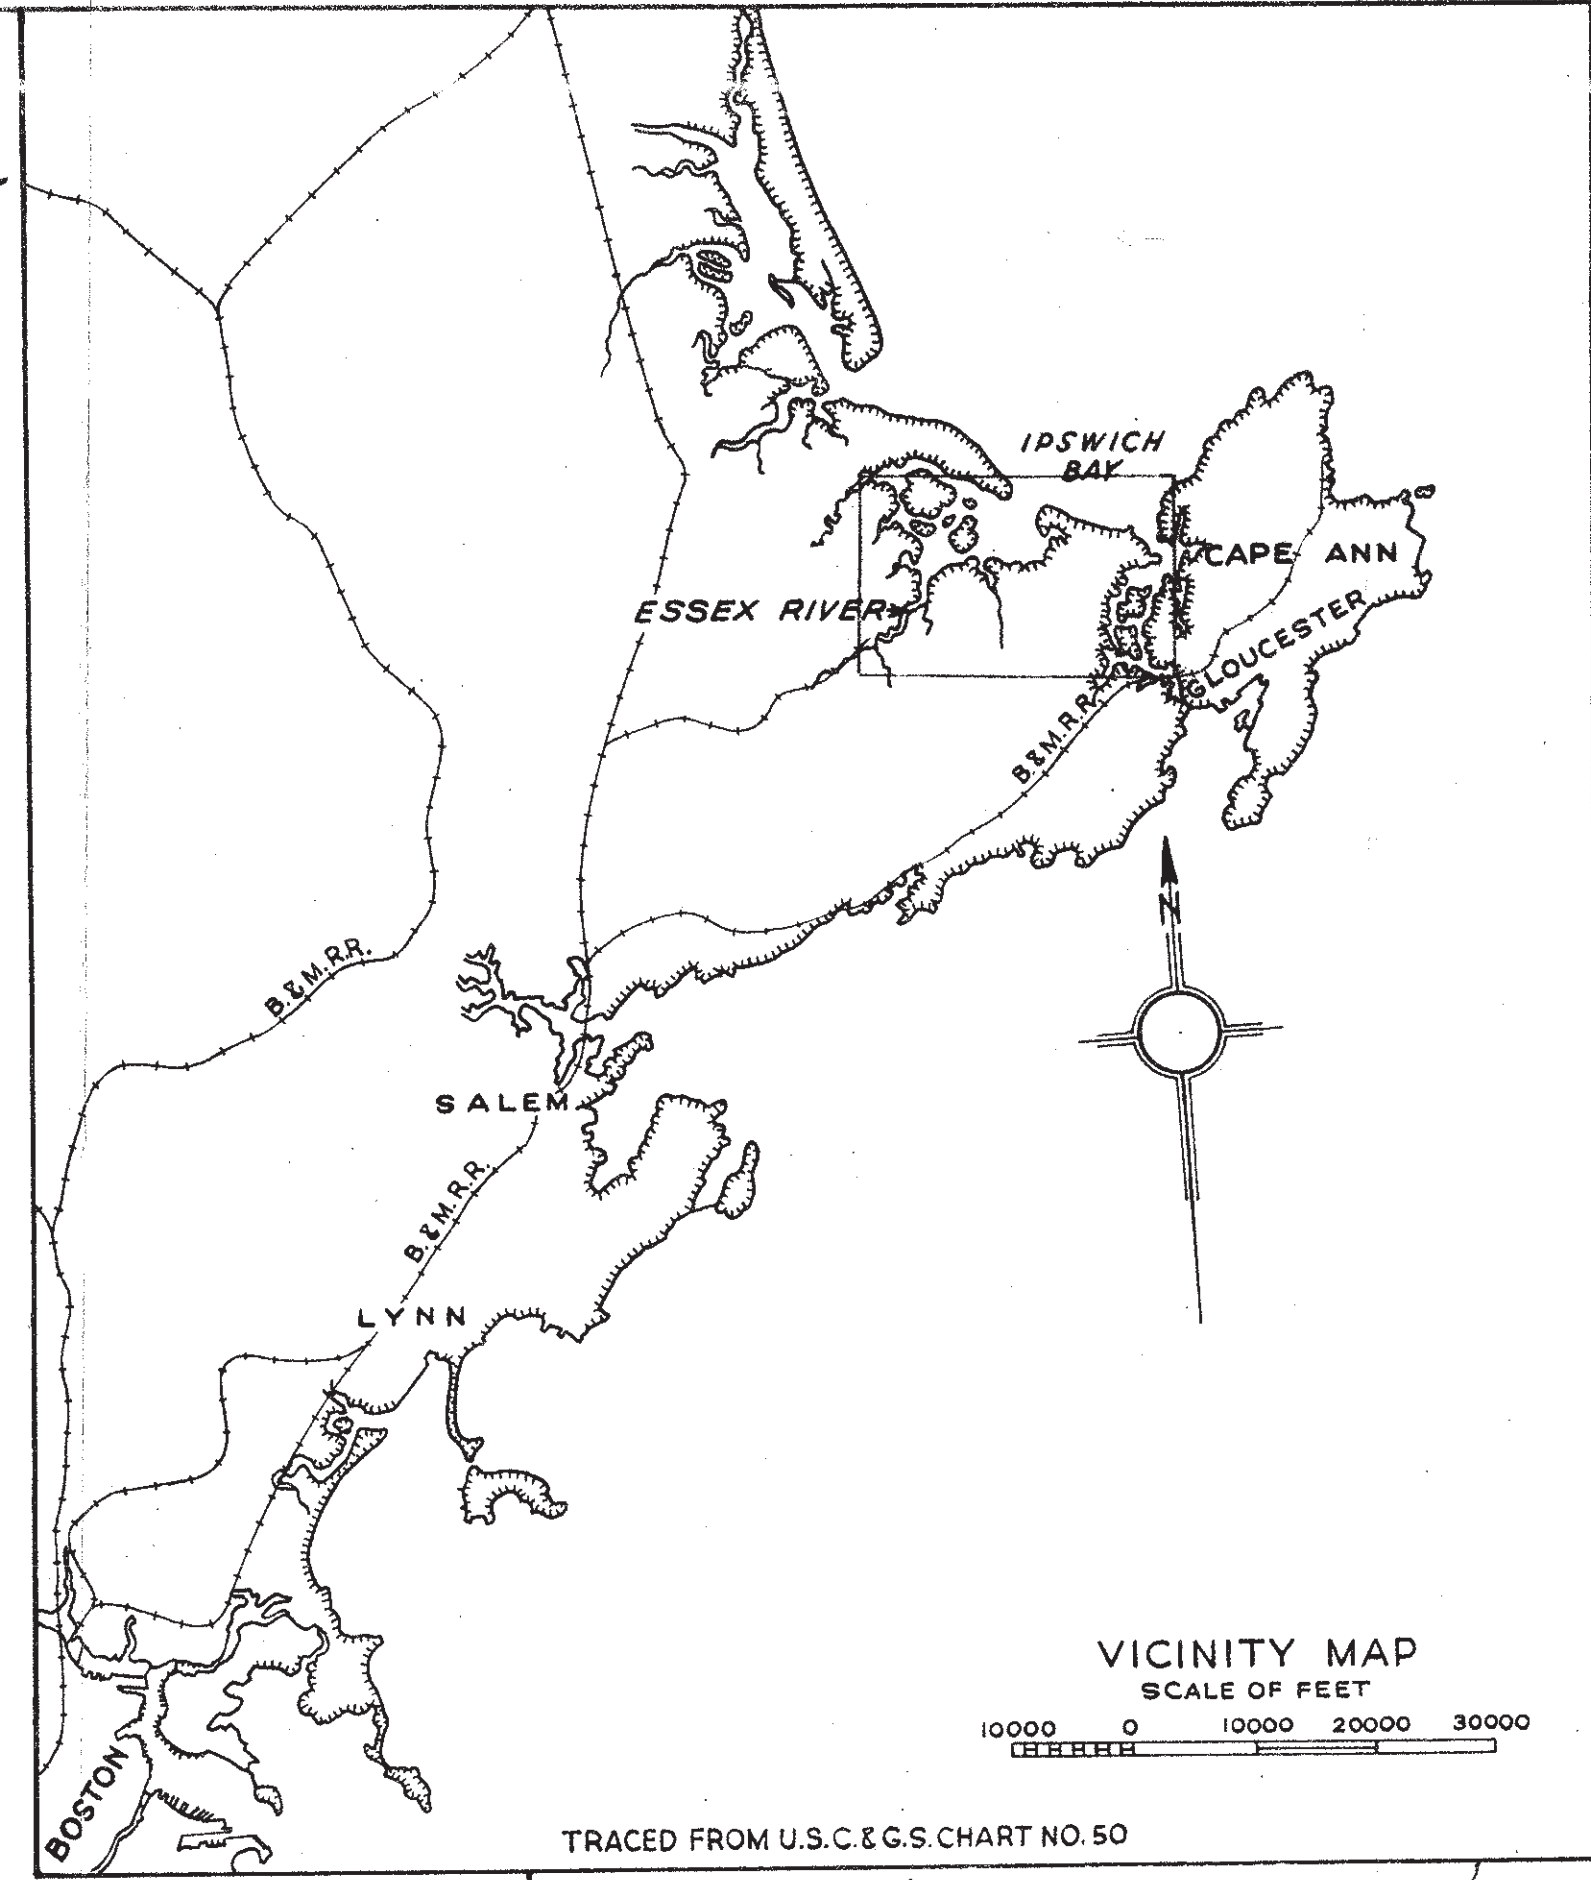 IPSWICH
BAY
CAPE ANN
ESSEX RIVER
GLOUCESTER
B.&M.R.R.
N
B.&M.R.R.
SALEM
B.&M.R.R.
LYNN
VICINITY MAP
SCALE OF FEET
10000 0 10000 20000 30000
BOSTON
TRACED FROM U.S.C.&G.S. CHART NO. 50